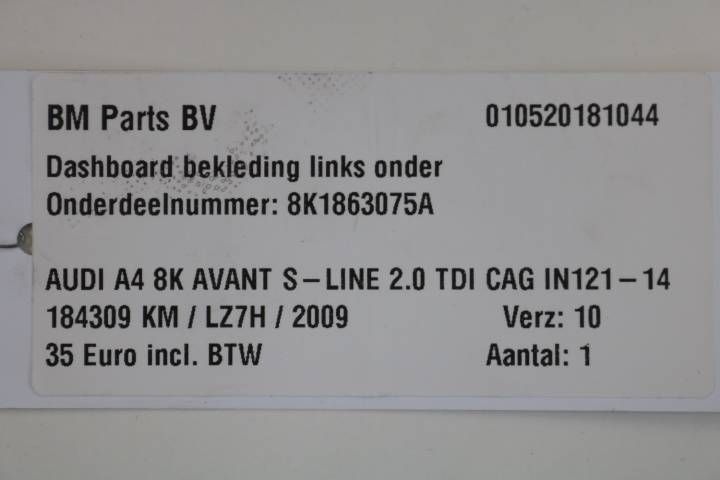 BM Parts BV 010520181044
Dashboard bekleding links onder
Onderdeelnummer: 8K1863075A
AUDI A4 8K AVANT S-LINE 2.0 TDI CAG IN121-14
184309 KM / LZ7H / 2009 Verz: 10
35 Euro incl. BTW Aantal: 1